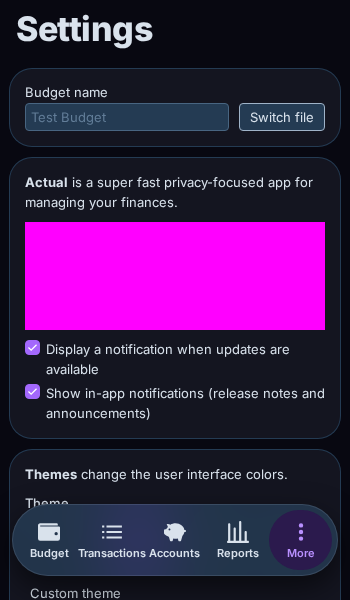 Settings
Budget name
Test Budget
Switch file
Actual is a super fast privacy-focused app for
managing your finances.
Display a notification when updates are
available
Show in-app notifications (release notes and
announcements)
Themes change the user interface colors.
Theme
Budget
Transactions
Accounts
Reports
More
Custom theme